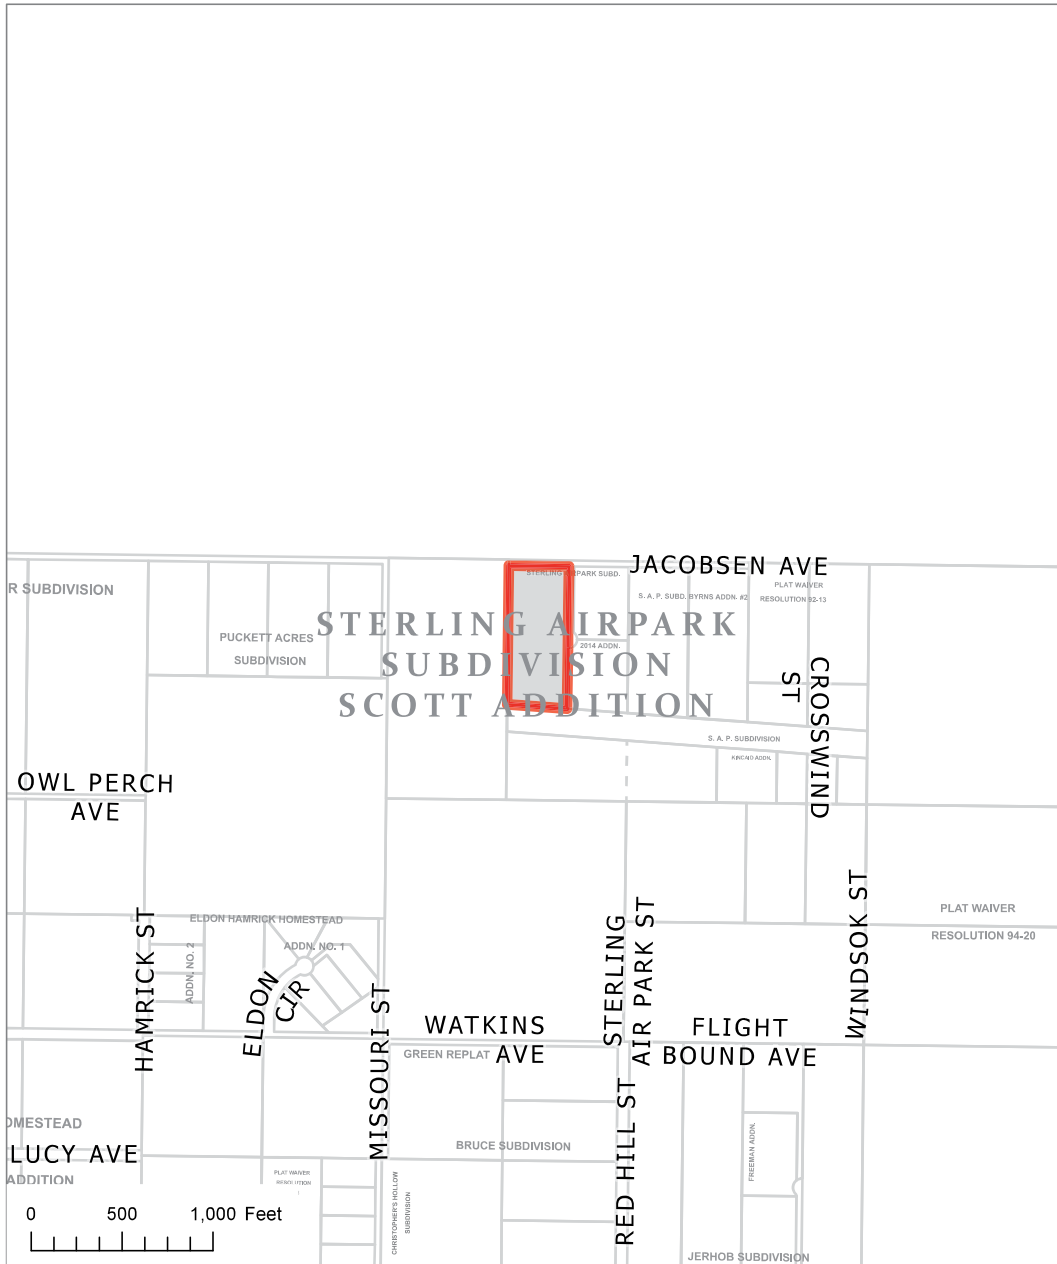 JACOBSEN AVE
STERLING AIRPARK SUBD.
PLAT WAIVER
RESOLUTION 92-13
R SUBDIVISION
S. A. P. SUBD. BYRNS ADDN. #2
STERLING AIRPARK
SUBDIVISION
SCOTT ADDITION
PUCKETT ACRES
SUBDIVISION
2014 ADDN.
CROSSWIND
ST
S. A. P. SUBDIVISION
KINCAID ADDN.
OWL PERCH
AVE
ELDON HAMRICK HOMESTEAD
ADDN. NO. 1
ADDN. NO. 2
HAMRICK ST
ELDON
CIR
MISSOURI ST
STERLING
AIR PARK ST
WINDSOK ST
PLAT WAIVER
RESOLUTION 94-20
WATKINS
AVE
GREEN REPLAT
FLIGHT
BOUND AVE
RED HILL ST
OMESTEAD
LUCY AVE
ADDITION
BRUCE SUBDIVISION
FREEMAN ADDN.
PLAT WAIVER
CHRISTOPHER'S HOLLOW
SUBDIVISION
JERHOB SUBDIVISION
0 500 1,000 Feet